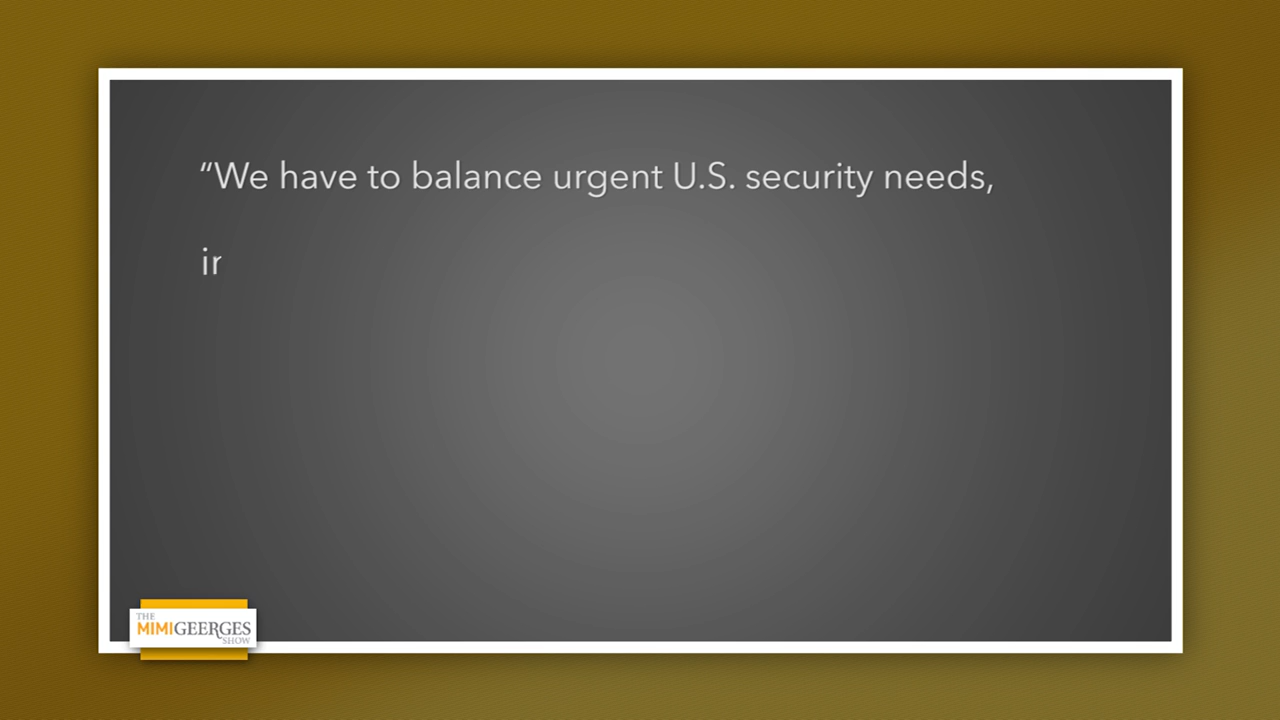 “We have to balance urgent U.S. security needs,
ir
THE
MIMIGEERGES
SHOW